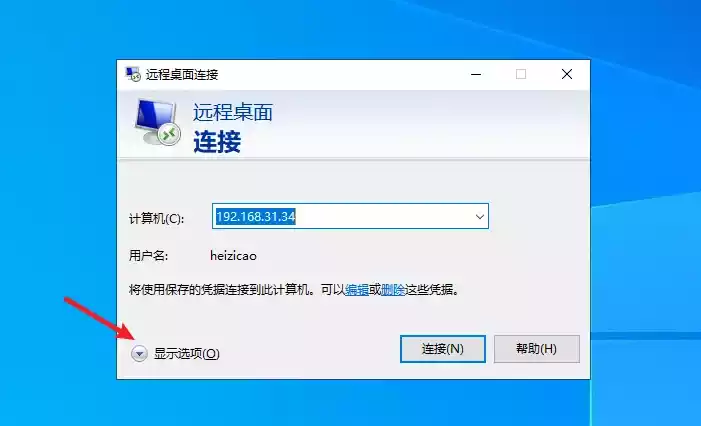 远程桌面连接
远程桌面
连接
计算机(C): 192.168.31.34
用户名: heizicao
将使用保存的凭据连接到此计算机。可以编辑或删除这些凭据。
显示选项(O) 连接(N) 帮助(H)